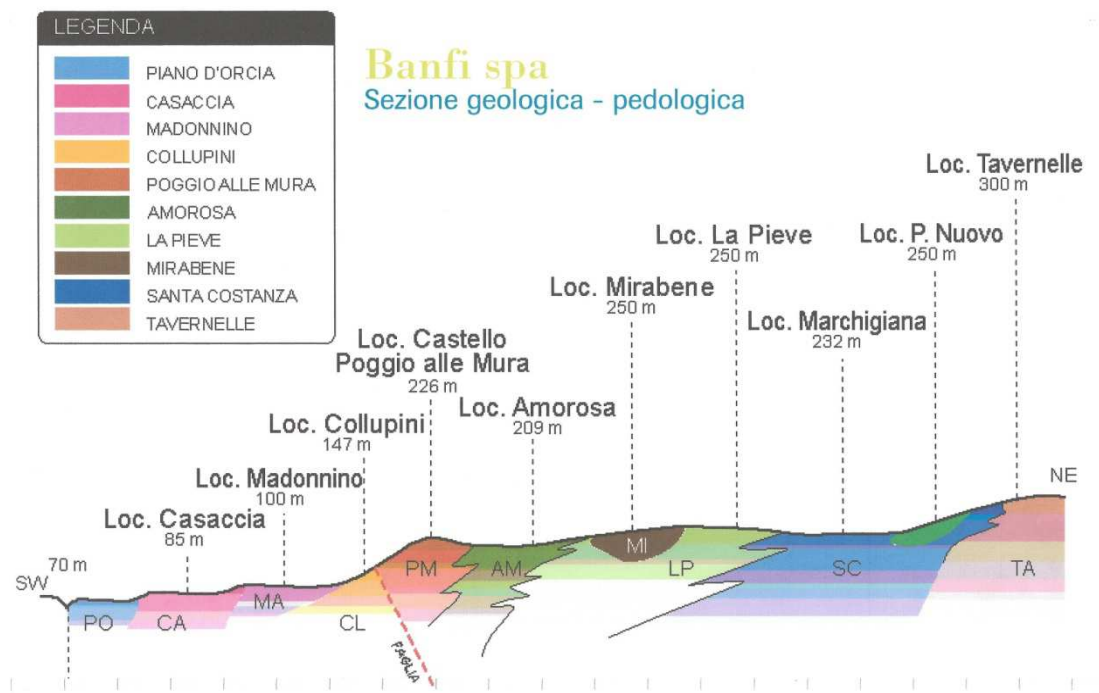 LEGENDA
PIANO D'ORCIA
CASACCIA
MADONNINO
COLLUPINI
POGGIO ALLE MURA
AMOROSA
LA PIEVE
MIRABENE
SANTA COSTANZA
TAVERNELLE
Banfi spa
Sezione geologica - pedologica
Loc. Tavernelle
300 m
Loc. La Pieve
250 m
Loc. P. Nuovo
250 m
Loc. Mirabene
250 m
Loc. Marchigiana
232 m
Loc. Castello
Poggio alle Mura
226 m
Loc. Amorosa
209 m
Loc. Collupini
147 m
Loc. Madonnino
100 m
Loc. Casaccia
85 m
NE
SW
70 m
PO
CA
MA
CL
PM
AM
MI
LP
SC
TA
FAGLIA